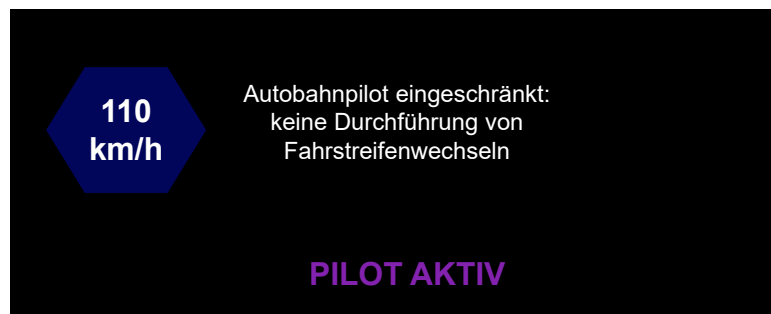 110
km/h
Autobahnpilot eingeschränkt:
keine Durchführung von
Fahrstreifenwechseln
PILOT AKTIV